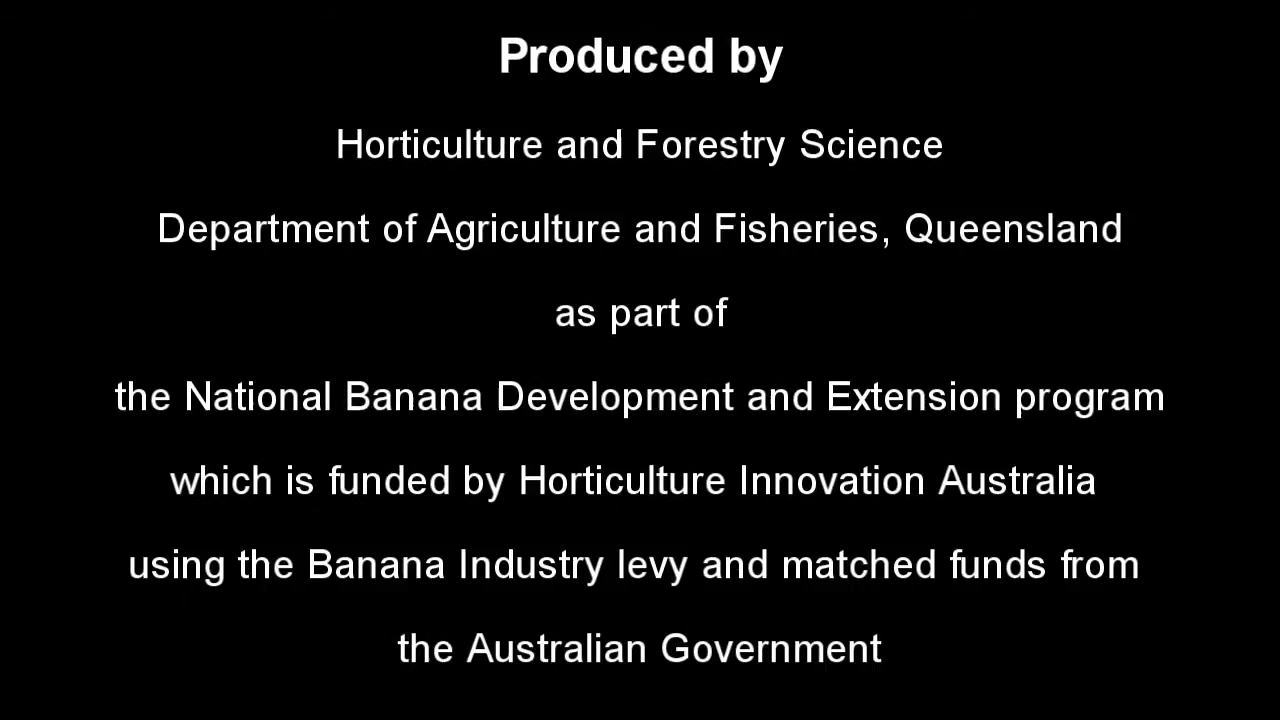 Produced by
Horticulture and Forestry Science
Department of Agriculture and Fisheries, Queensland
as part of
the National Banana Development and Extension program
which is funded by Horticulture Innovation Australia
using the Banana Industry levy and matched funds from
the Australian Government